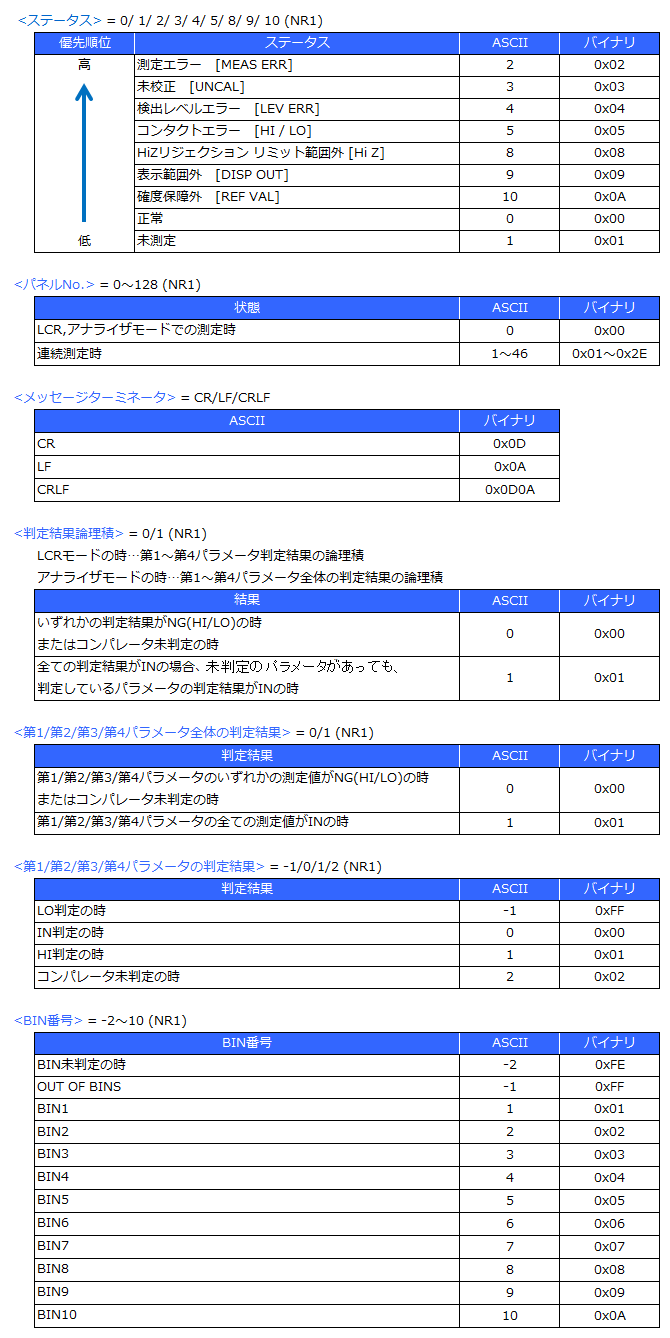 <ステータス> = 0/ 1/ 2/ 3/ 4/ 5/ 8/ 9/ 10 (NR1)
優先順位 ステータス ASCII バイナリ
高 測定エラー [MEAS ERR] 2 0x02
未校正 [UNCAL] 3 0x03
検出レベルエラー [LEV ERR] 4 0x04
コンタクトエラー [HI / LO] 5 0x05
HiZリジェクション リミット範囲外 [Hi Z] 8 0x08
表示範囲外 [DISP OUT] 9 0x09
確度保障外 [REF VAL] 10 0x0A
正常 0 0x00
低 未測定 1 0x01
<パネルNo.> = 0～128 (NR1)
状態 ASCII バイナリ
LCR,アナライザモードでの測定時 0 0x00
連続測定時 1～46 0x01～0x2E
<メッセージターミネータ> = CR/LF/CRLF
ASCII バイナリ
CR 0x0D
LF 0x0A
CRLF 0x0D0A
<判定結果論理積> = 0/1 (NR1)
LCRモードの時…第1～第4パラメータ判定結果の論理積
アナライザモードの時…第1～第4パラメータ全体の判定結果の論理積
結果 ASCII バイナリ
いずれかの判定結果がNG(HI/LO)の時
またはコンパレータ未判定の時 0 0x00
全ての判定結果がINの場合、未判定のパラメータがあっても、
判定しているパラメータの判定結果がINの時 1 0x01
<第1/第2/第3/第4パラメータ全体の判定結果> = 0/1 (NR1)
判定結果 ASCII バイナリ
第1/第2/第3/第4パラメータのいずれかの測定値がNG(HI/LO)の時
またはコンパレータ未判定の時 0 0x00
第1/第2/第3/第4パラメータの全ての測定値がINの時 1 0x01
<第1/第2/第3/第4パラメータの判定結果> = -1/0/1/2 (NR1)
判定結果 ASCII バイナリ
LO判定の時 -1 0xFF
IN判定の時 0 0x00
HI判定の時 1 0x01
コンパレータ未判定の時 2 0x02
<BIN番号> = -2～10 (NR1)
BIN番号 ASCII バイナリ
BIN未判定の時 -2 0xFE
OUT OF BINS -1 0xFF
BIN1 1 0x01
BIN2 2 0x02
BIN3 3 0x03
BIN4 4 0x04
BIN5 5 0x05
BIN6 6 0x06
BIN7 7 0x07
BIN8 8 0x08
BIN9 9 0x09
BIN10 10 0x0A